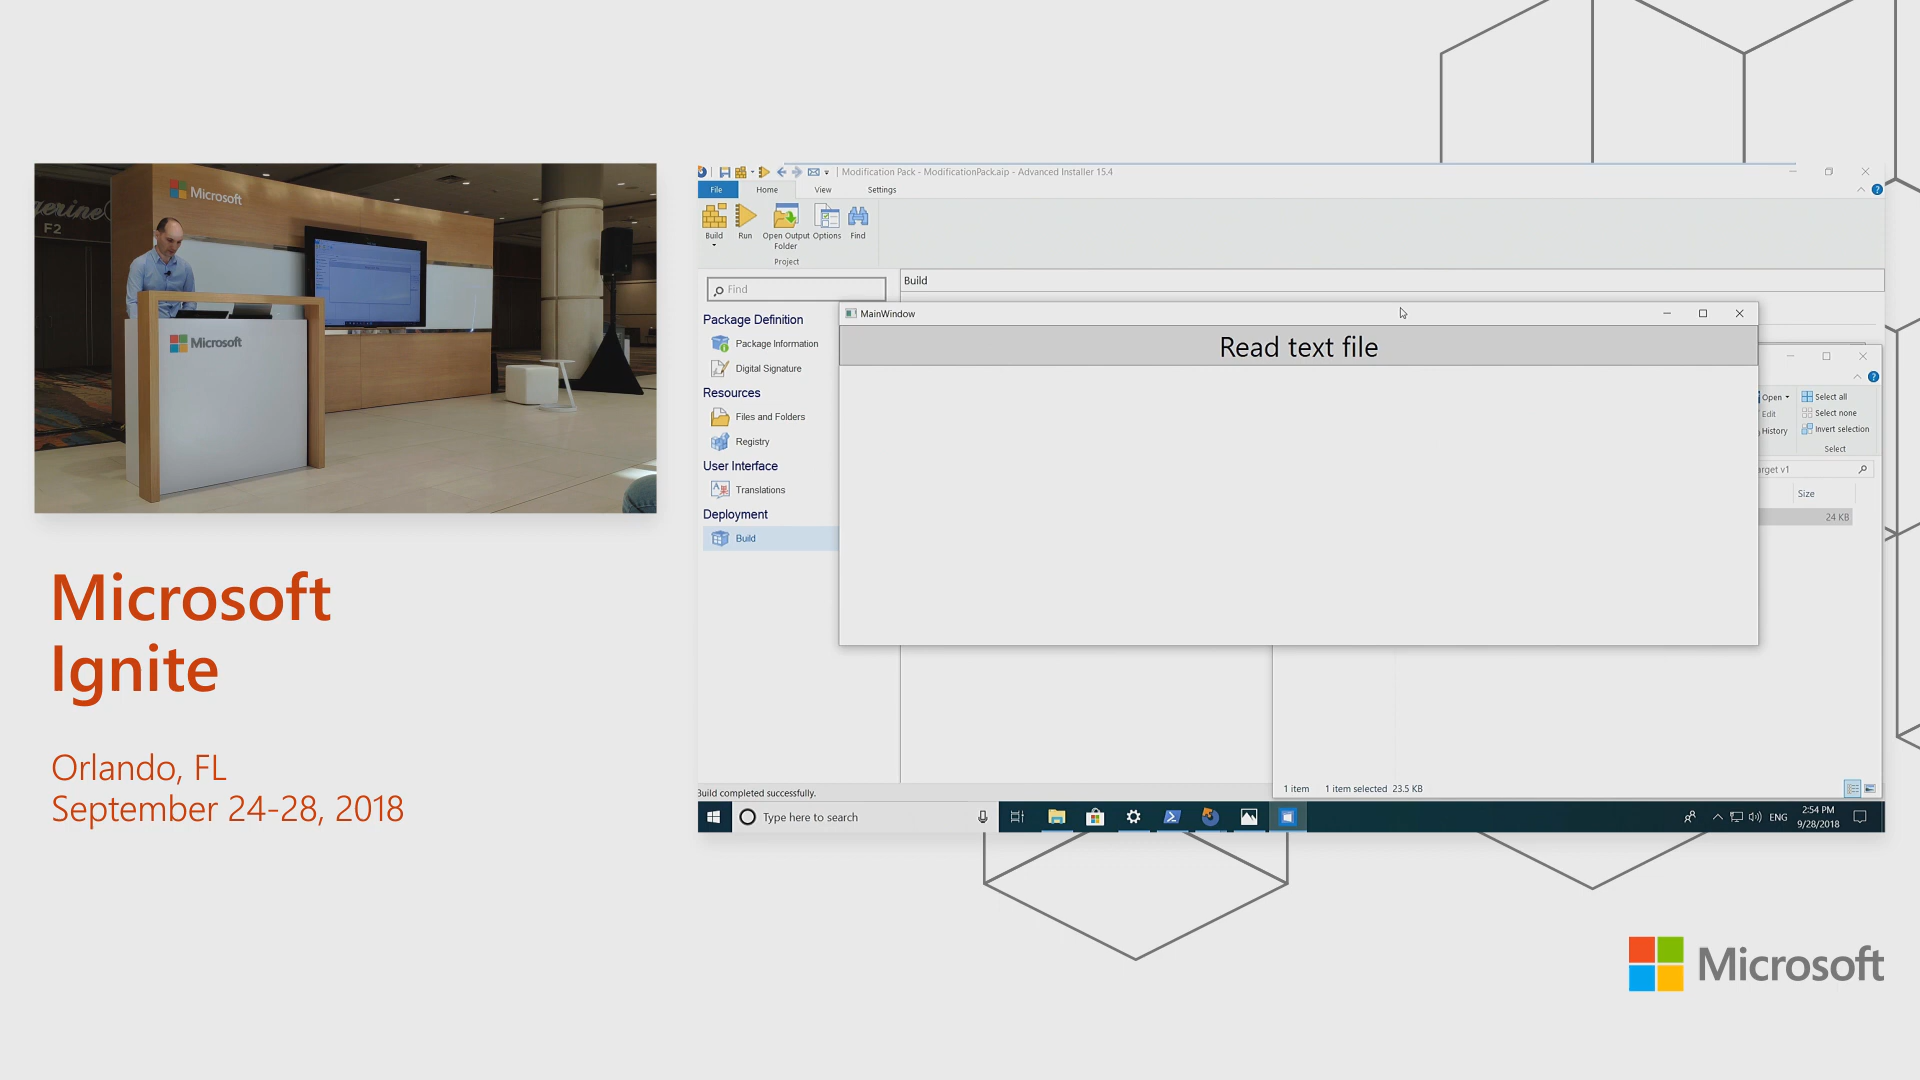 gerine
F2
Microsoft
Microsoft
Microsoft
Ignite
Orlando, FL
September 24-28, 2018
Modification Pack - ModificationPack.aip - Advanced Installer 15.4
File Home View Settings
Build Run Open Output Folder Options Find
Project
Find
Build
Package Definition
Package Information
Digital Signature
Resources
Files and Folders
Registry
User Interface
Translations
Deployment
Build
MainWindow
Read text file
Open Select all
Edit Select none
History Invert selection
Select
arget v1
Size
24 KB
1 item 1 item selected 23.5 KB
Build completed successfully.
Type here to search
ENG
2:54 PM
9/28/2018
Microsoft